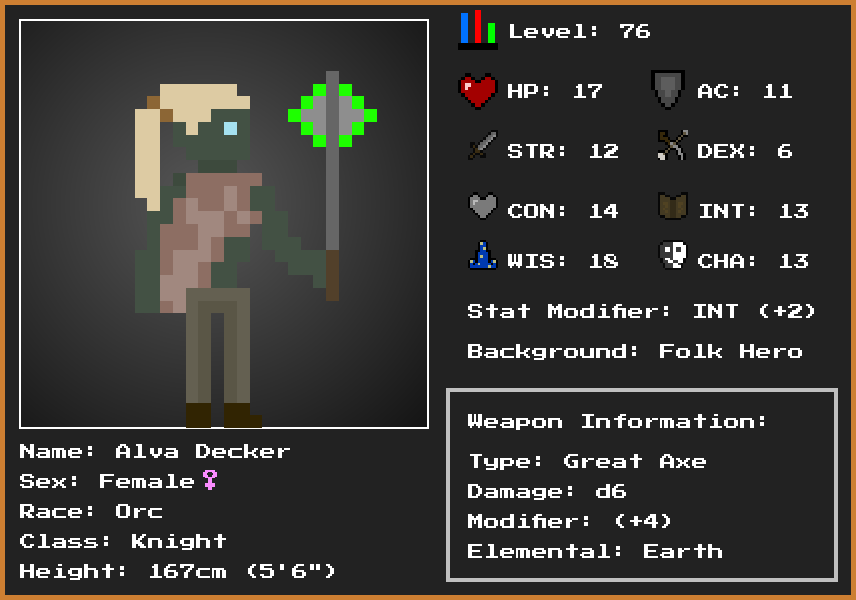 Level: 76
HP: 17 AC: 11
STR: 12 DEX: 6
CON: 14 INT: 13
WIS: 18 CHA: 13
Stat Modifier: INT (+2)
Background: Folk Hero
Weapon Information:
Type: Great Axe
Damage: d6
Modifier: (+4)
Elemental: Earth
Name: Alva Decker
Sex: Female♀
Race: Orc
Class: Knight
Height: 167cm (5'6")